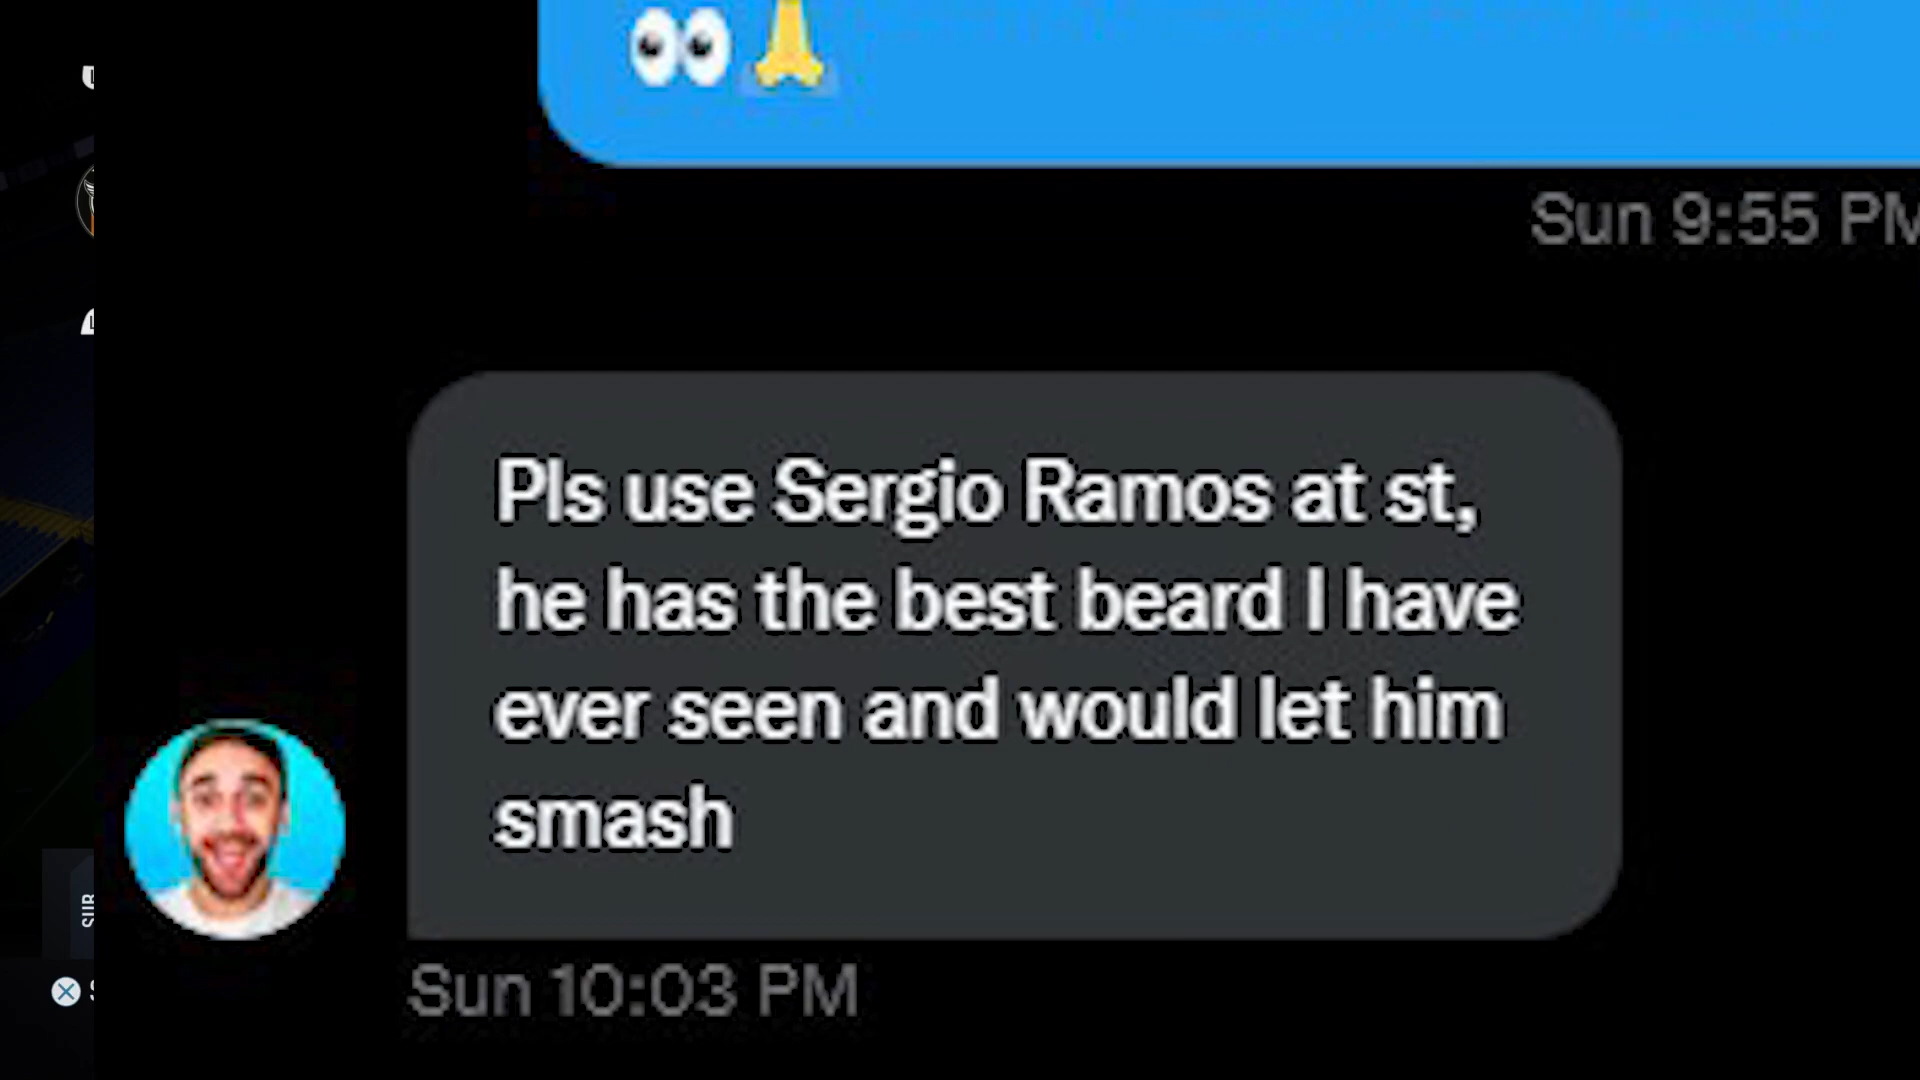 👀🙏
Sun 9:55 PM
Pls use Sergio Ramos at st,
he has the best beard I have
ever seen and would let him
smash
Sun 10:03 PM
SUB